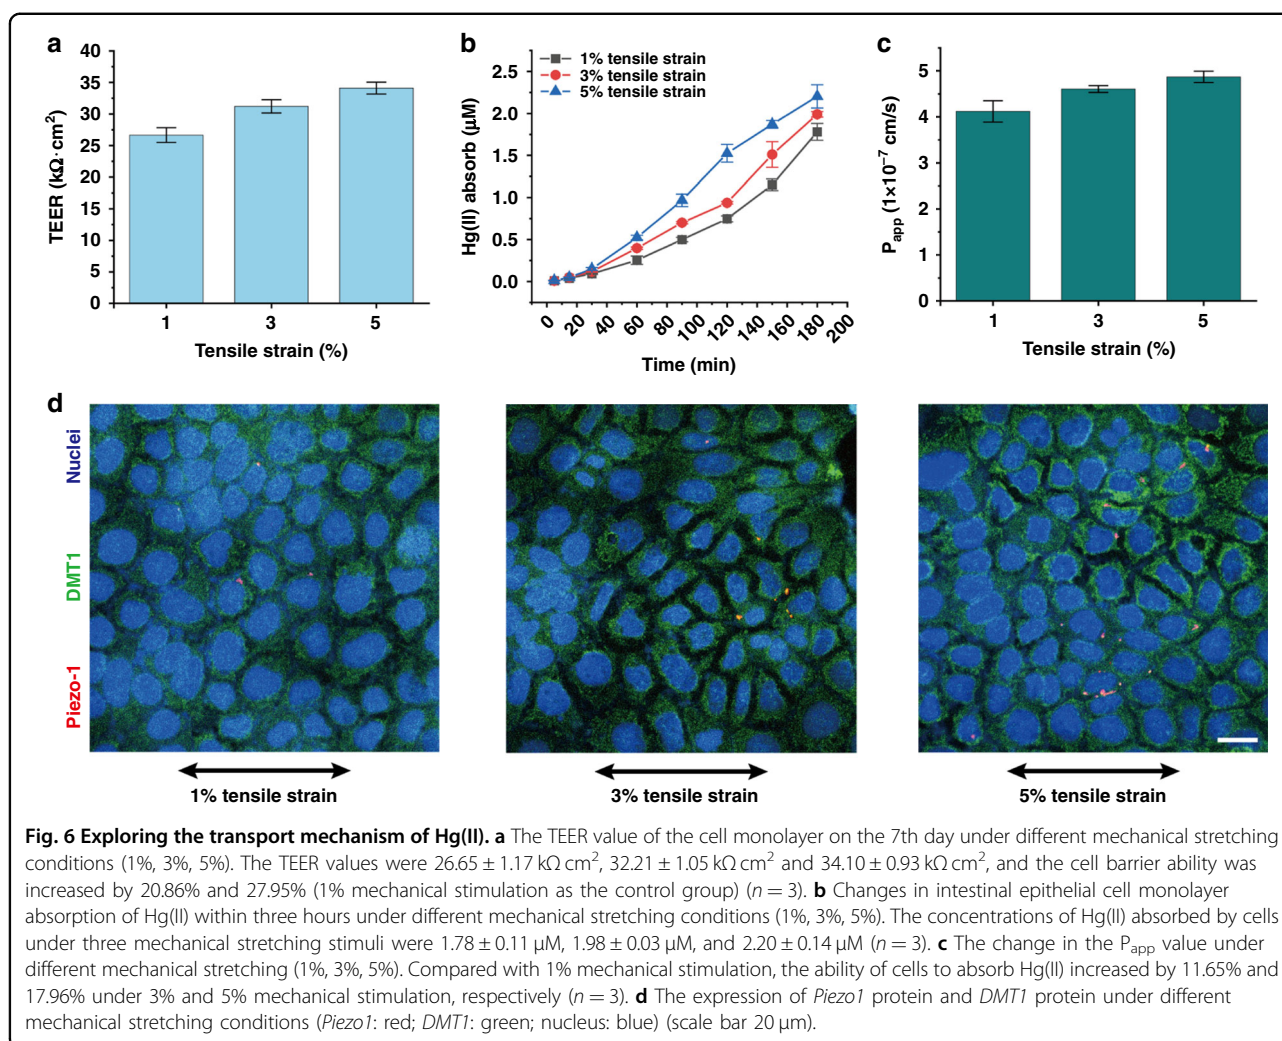 a
TEER (kΩ·cm²)
40
35
30
25
20
15
10
5
0
1
3
5
Tensile strain (%)
b
Hg(II) absorb (μM)
1% tensile strain
3% tensile strain
5% tensile strain
2.5
2.0
1.5
1.0
0.5
0.0
0
20
40
60
80
100
120
140
160
180
200
Time (min)
c
Papp (1×10⁻⁷ cm/s)
5
4
3
2
1
0
1
3
5
Tensile strain (%)
d
Nuclei
DMT1
Piezo-1
1% tensile strain
3% tensile strain
5% tensile strain
Fig. 6 Exploring the transport mechanism of Hg(II). a The TEER value of the cell monolayer on the 7th day under different mechanical stretching
conditions (1%, 3%, 5%). The TEER values were 26.65 ± 1.17 kΩ cm², 32.21 ± 1.05 kΩ cm² and 34.10 ± 0.93 kΩ cm², and the cell barrier ability was
increased by 20.86% and 27.95% (1% mechanical stimulation as the control group) (n = 3). b Changes in intestinal epithelial cell monolayer
absorption of Hg(II) within three hours under different mechanical stretching conditions (1%, 3%, 5%). The concentrations of Hg(II) absorbed by cells
under three mechanical stretching stimuli were 1.78 ± 0.11 μM, 1.98 ± 0.03 μM, and 2.20 ± 0.14 μM (n = 3). c The change in the Papp value under
different mechanical stretching (1%, 3%, 5%). Compared with 1% mechanical stimulation, the ability of cells to absorb Hg(II) increased by 11.65% and
17.96% under 3% and 5% mechanical stimulation, respectively (n = 3). d The expression of Piezo1 protein and DMT1 protein under different
mechanical stretching conditions (Piezo1: red; DMT1: green; nucleus: blue) (scale bar 20 μm).